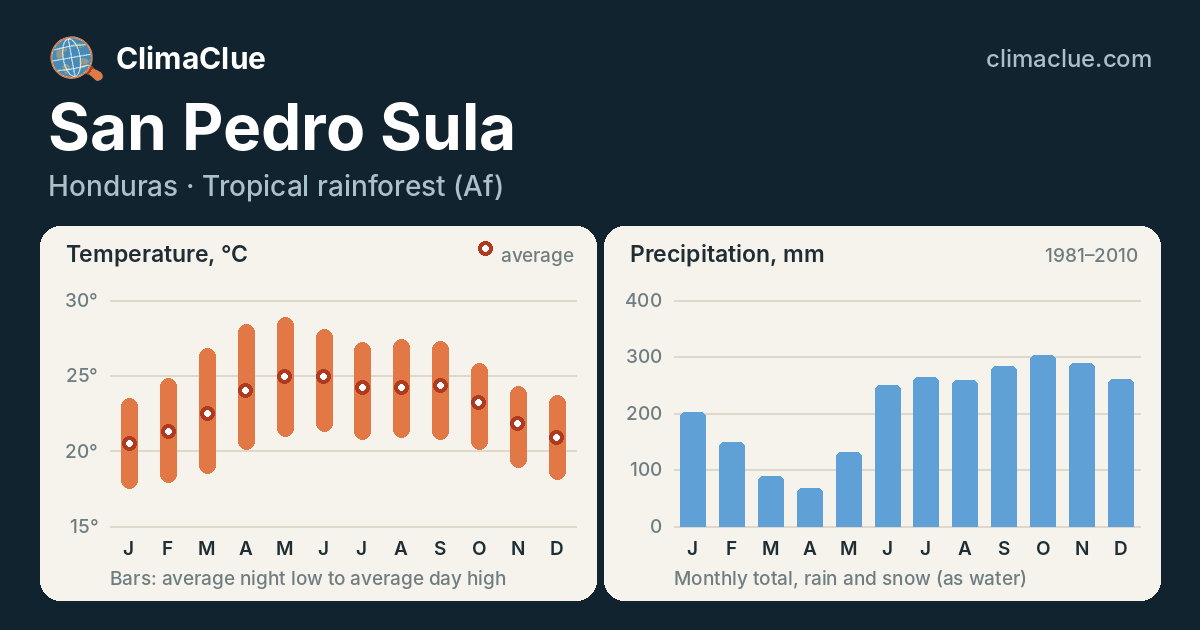 ClimaClue
climaclue.com
San Pedro Sula
Honduras · Tropical rainforest (Af)
Temperature, °C
average
30°
25°
20°
15°
J F M A M J J A S O N D
Bars: average night low to average day high
Precipitation, mm
1981–2010
400
300
200
100
0
J F M A M J J A S O N D
Monthly total, rain and snow (as water)